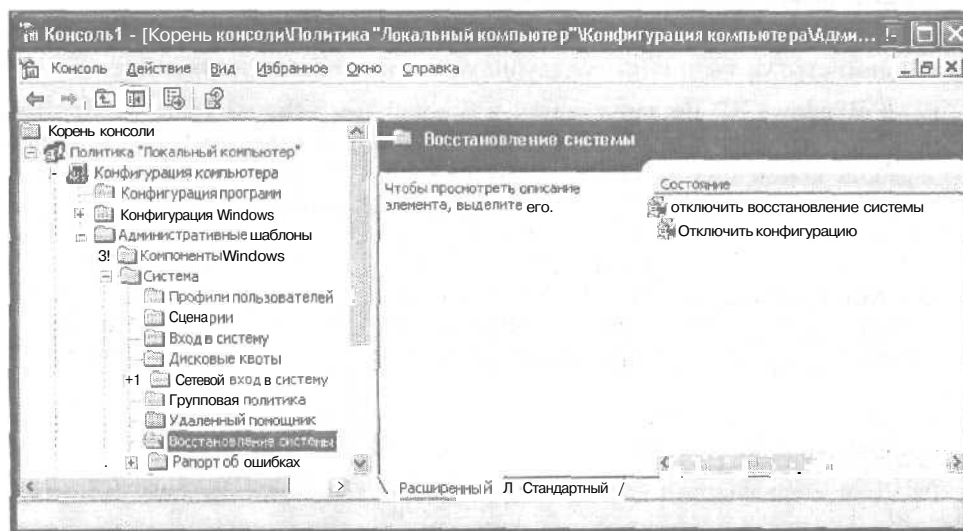 Консоль1 - [Корень консоли\Политика "Локальный компьютер"\Конфигурация компьютера\Адми...
Консоль Действие Вид Избранное Окно Справка
Корень консоли
Политика "Локальный компьютер"
Конфигурация компьютера
Конфигурация программ
Конфигурация Windows
Административные шаблоны
3! Компоненты Windows
Система
Профили пользователей
Сценарии
Вход в систему
Дисковые квоты
+1 Сетевой вход в систему
Групповая политика
Удаленный помощник
Восстановление системы
Рапорт об ошибках
Восстановление системы
Чтобы просмотреть описание
элемента, выделите его.
Состояние
отключить восстановление системы
Отключить конфигурацию
\ Расширенный Л Стандартный /